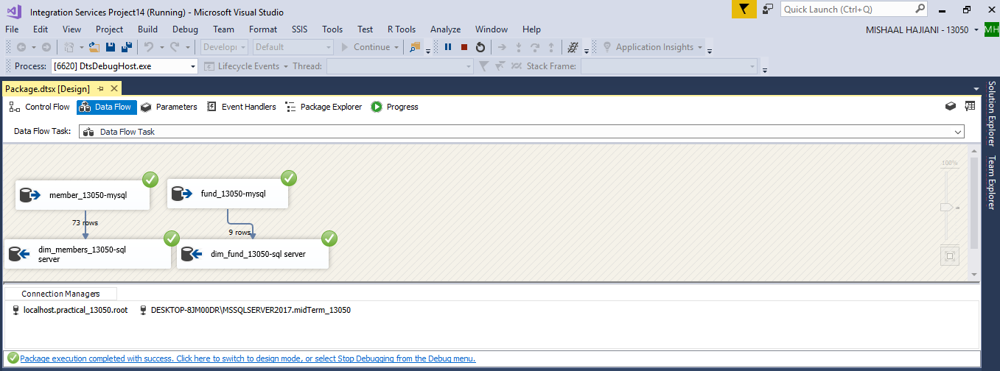 Integration Services Project14 (Running) - Microsoft Visual Studio
Quick Launch (Ctrl+Q)
File Edit View Project Build Debug Team Format SSIS Tools Test R Tools Analyze Window Help
MISHAAL HAJIANI - 13050 MH
Developi Default Continue Application Insights
Process: [6620] DtsDebugHost.exe Lifecycle Events Thread: Stack Frame:
Package.dtsx [Design]
Control Flow Data Flow Parameters Event Handlers Package Explorer Progress
Data Flow Task: Data Flow Task
100%
member_13050-mysql
fund_13050-mysql
73 rows
9 rows
dim_members_13050-sql
server
dim_fund_13050-sql server
Connection Managers
localhost.practical_13050.root DESKTOP-8JM00DR\MSSQLSERVER2017.midTerm_13050
Package execution completed with success. Click here to switch to design mode, or select Stop Debugging from the Debug menu.
Solution Explorer
Team Explorer